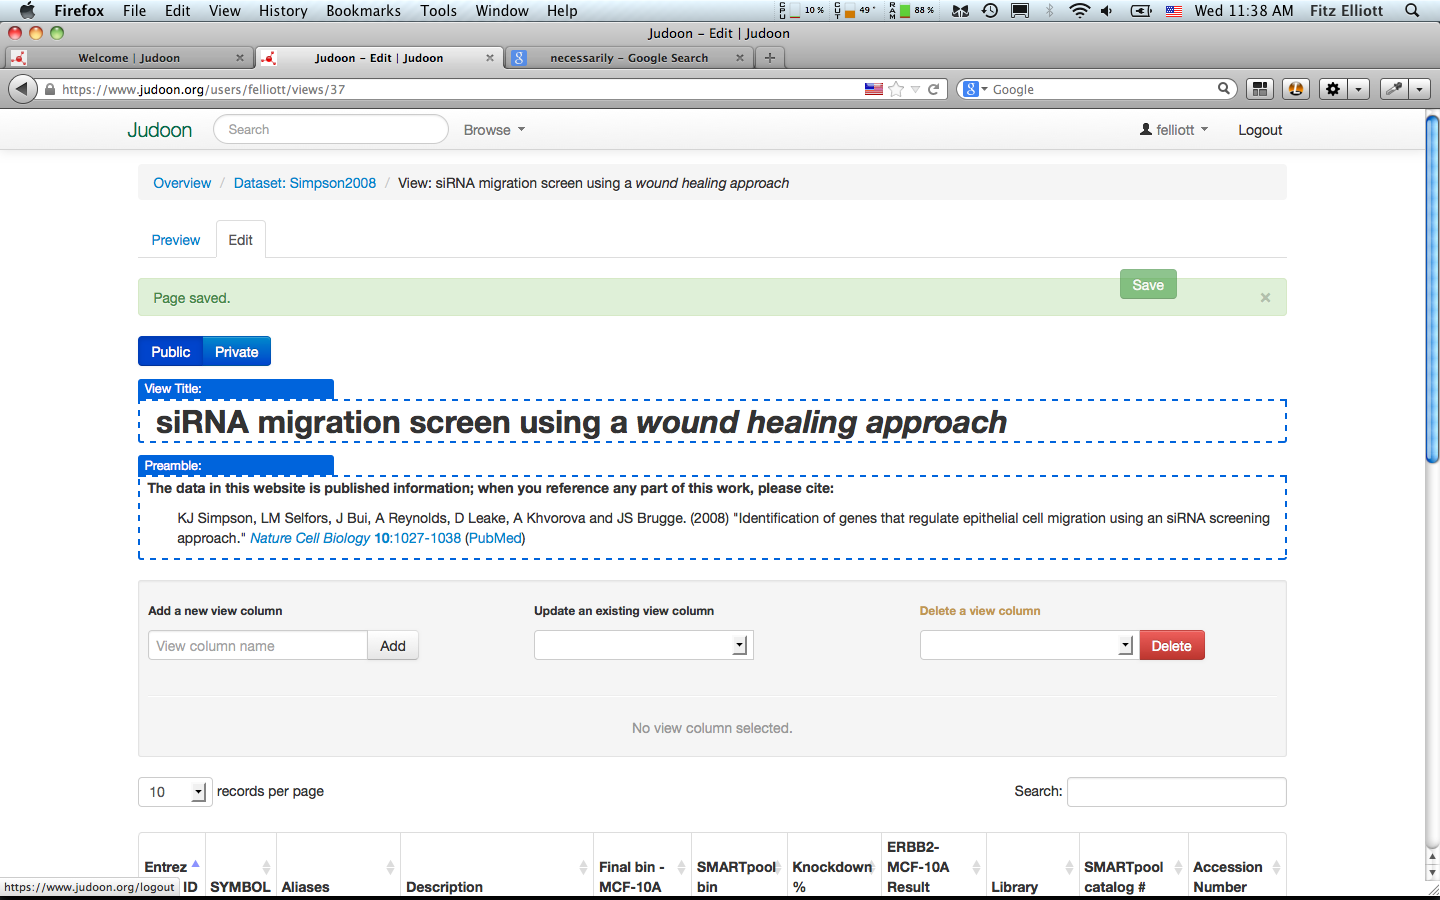 Firefox File Edit View History Bookmarks Tools Window Help CPU 10 % 49 ° RAM 88 % Wed 11:38 AM Fitz Elliott
Judoon – Edit | Judoon
Welcome | Judoon × Judoon – Edit | Judoon × necessarily – Google Search × +
https://www.judoon.org/users/felliott/views/37 Google
Judoon Search Browse felliott Logout
Overview / Dataset: Simpson2008 / View: siRNA migration screen using a wound healing approach
Preview Edit
Save
Page saved. ×
Public Private
View Title:
siRNA migration screen using a wound healing approach
Preamble:
The data in this website is published information; when you reference any part of this work, please cite:
KJ Simpson, LM Selfors, J Bui, A Reynolds, D Leake, A Khvorova and JS Brugge. (2008) "Identification of genes that regulate epithelial cell migration using an siRNA screening
approach." Nature Cell Biology 10:1027-1038 (PubMed)
Add a new view column Update an existing view column Delete a view column
View column name Add Delete
No view column selected.
10 records per page Search:
ERBB2-
Entrez Final bin - SMARTpool Knockdown MCF-10A SMARTpool Accession
ID SYMBOL Aliases Description MCF-10A bin % Result Library catalog # Number
https://www.judoon.org/logout